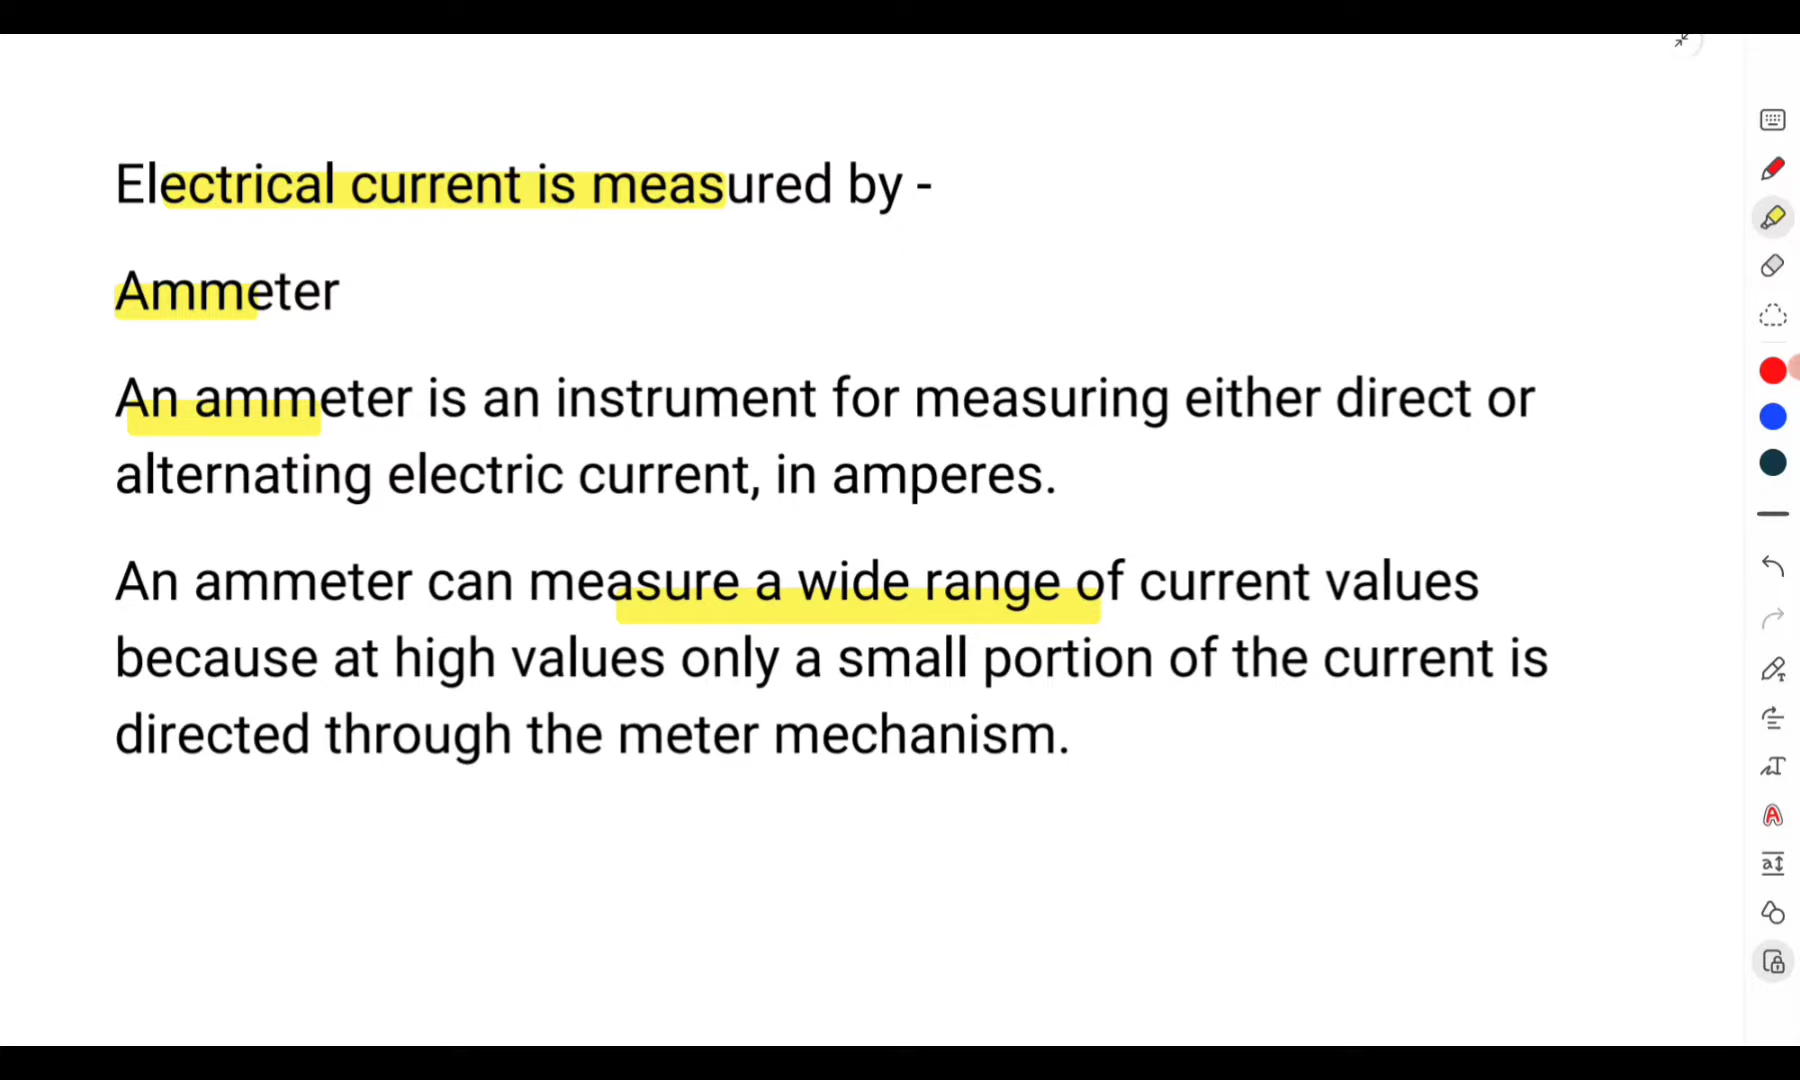 Electrical current is measured by -
Ammeter
An ammeter is an instrument for measuring either direct or
alternating electric current, in amperes.
An ammeter can measure a wide range of current values
because at high values only a small portion of the current is
directed through the meter mechanism.